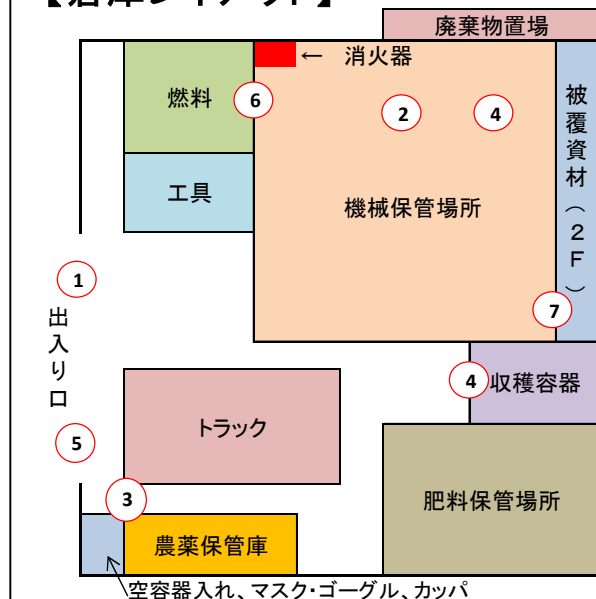 廃棄物置場
← 消火器
燃料
6
2
4
被覆資材(2F)
工具
機械保管場所
1
7
出入り口
4
収穫容器
トラック
5
3
肥料保管場所
農薬保管庫
空容器入れ、マスク・ゴーグル、カッパ